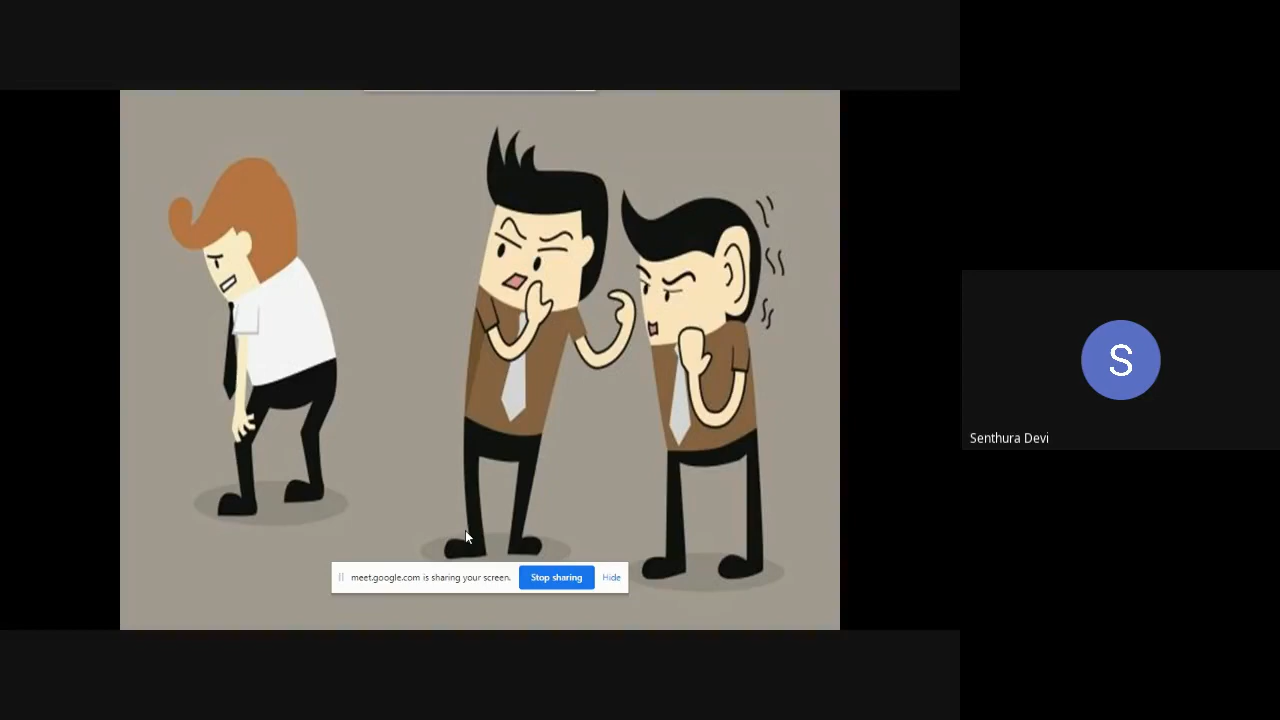 S
Senthura Devi
meet.google.com is sharing your screen.
Stop sharing
Hide